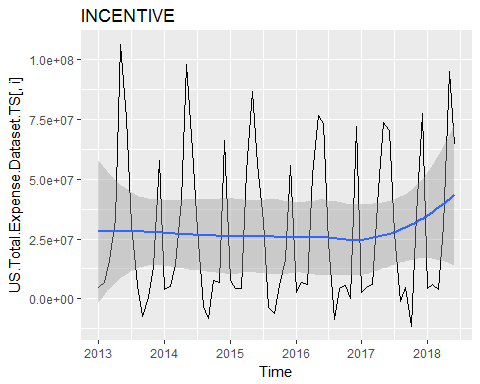 INCENTIVE
US.Total.Expense.Dataset.TS[, i]
1.0e+08
7.5e+07
5.0e+07
2.5e+07
0.0e+00
2013 2014 2015 2016 2017 2018
Time